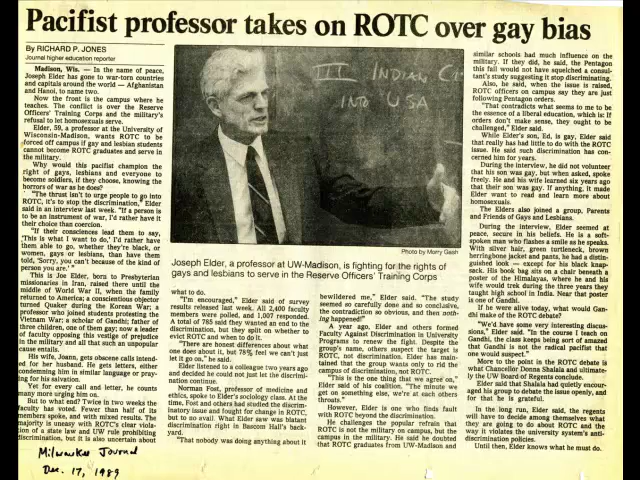 Pacifist professor takes on ROTC over gay bias
By RICHARD P. JONES
Journal higher education reporter
Madison, Wis. — In the name of peace,
Joseph Elder has gone to war-torn countries
and capitals around the world — Afghanistan
and Hanoi, to name two.
Now the front is the campus where he
teaches. The conflict is over the Reserve
Officers' Training Corps and the military's
refusal to let homosexuals serve.
Elder, 59, a professor at the University of
Wisconsin-Madison, wants ROTC to be
forced off campus if gay and lesbian students
cannot become ROTC graduates and serve in
the military.
Why would this pacifist champion the
right of gays, lesbians and everyone to
become soldiers, if they choose, knowing the
horrors of war as he does?
"The thrust isn't to urge people to go into
ROTC, it's to stop the discrimination," Elder
said in an interview last week. "If a person is
to be an instrument of war, I'd rather have it
their choice than coercion.
"If their consciences lead them to say,
'This is what I want to do,' I'd rather have
them able to go, whether they're black, or
women, gays or lesbians, than have them
told, 'Sorry, you can't because of the kind of
person you are.'"
This is Joe Elder, born to Presbyterian
missionaries in Iran, raised there until the
middle of World War II, when the family
returned to America; a conscientious objector
turned Quaker during the Korean War; a
professor who joined students protesting the
Vietnam War; a scholar of Gandhi; father of
three children, one of them gay; now a leader
of faculty opposing this vestige of prejudice
in the military and all that such an unpopular
cause entails.
His wife, Joann, gets obscene calls intended
for her husband. He gets letters, either
condemning him in similar language or praying
for his salvation.
Yet for every call and letter, he counts
many more urging him on.
But to what end? Twice in two weeks the
faculty has voted. Fewer than half of its
members spoke, and with mixed results. The
majority is uneasy with ROTC's clear violation
of a state law and UW rule prohibiting
discrimination, but it is also uncertain about
III INDIAN
IND USA
Photo by Morry Gash
Joseph Elder, a professor at UW-Madison, is fighting for the rights of
gays and lesbians to serve in the Reserve Officers' Training Corps
what to do.
"I'm encouraged," Elder said of survey
results released last week. All 2,400 faculty
members were polled, and 1,007 responded.
A total of 785 said they wanted an end to the
discrimination, but they split on whether to
evict ROTC and when to do it.
"There are honest differences about what
one does about it, but 78% feel we can't just
let it go on," he said.
Elder listened to a colleague two years ago
and decided he could not just let the discrimination
continue.
Norman Fost, professor of medicine and
ethics, spoke to Elder's sociology class. At the
time, Fost and others had studied the discriminatory
issue and fought for change in ROTC,
but to no avail. What Elder saw was blatant
discrimination right in Bascom Hall's backyard.
"That nobody was doing anything about it
bewildered me," Elder said. "The study
seemed so carefully done and so conclusive,
the contradiction so obvious, and then nothing
happened!"
A year ago, Elder and others formed
Faculty Against Discrimination in University
Programs to renew the fight. Despite the
group's name, others suspect the target is
ROTC, not discrimination. Elder has maintained
that the group wants only to rid the
campus of discrimination, not ROTC.
"This is the one thing that we agree on,"
Elder said of his coalition. "The minute we
get on something else, we're at each others
throats."
However, Elder is one who finds fault
with ROTC beyond the discrimination.
He challenges the popular refrain that
ROTC is not the military on campus, but the
campus in the military. He said he doubted
that ROTC graduates from UW-Madison and
similar schools had much influence on the
military. If they did, he said, the Pentagon
this fall would not have squelched a consultant's
study suggesting it stop discriminating.
Also, he said, when the issue is raised,
ROTC officers on campus say they are just
following Pentagon orders.
"That contradicts what seems to me to be
the essence of a liberal education, which is: If
orders don't make sense, they ought to be
challenged," Elder said.
While Elder's son, Ed, is gay, Elder said
that really has had little to do with the ROTC
issue. He said such discrimination has concerned
him for years.
During the interview, he did not volunteer
that his son was gay, but when asked, spoke
freely. He and his wife learned six years ago
that their son was gay. If anything, it made
Elder want to read and learn more about
homosexuals.
The Elders also joined a group, Parents
and Friends of Gays and Lesbians.
During the interview, Elder seemed at
peace, secure in his beliefs. He is a soft-
spoken man who flashes a smile as he speaks.
With silver hair, green turtleneck, brown
herringbone jacket and pants, he had a distinguished
look — except for his black knapsack.
His book bag sits on a chair beneath a
poster of the Himalayas, where he and his
wife would trek during the three years they
taught high school in India. Near that poster
is one of Gandhi.
If he were alive today, what would Gandhi
make of the ROTC debate?
"We'd have some very interesting discussions,"
Elder said. "In the course I teach on
Gandhi, the class keeps being sort of amazed
that Gandhi is not the radical pacifist that
one would suspect."
More to the point in the ROTC debate is
what Chancellor Donna Shalala and ultimately
the UW Board of Regents conclude.
Elder said that Shalala had quietly encouraged
his group to debate the issue openly, and
for that he is grateful.
In the long run, Elder said, the regents
will have to decide among themselves what
they are going to do about ROTC and the
way it violates the university system's anti-
discrimination policies.
Until then, Elder knows what he must do.
Milwaukee Journal
Dec. 17, 1989